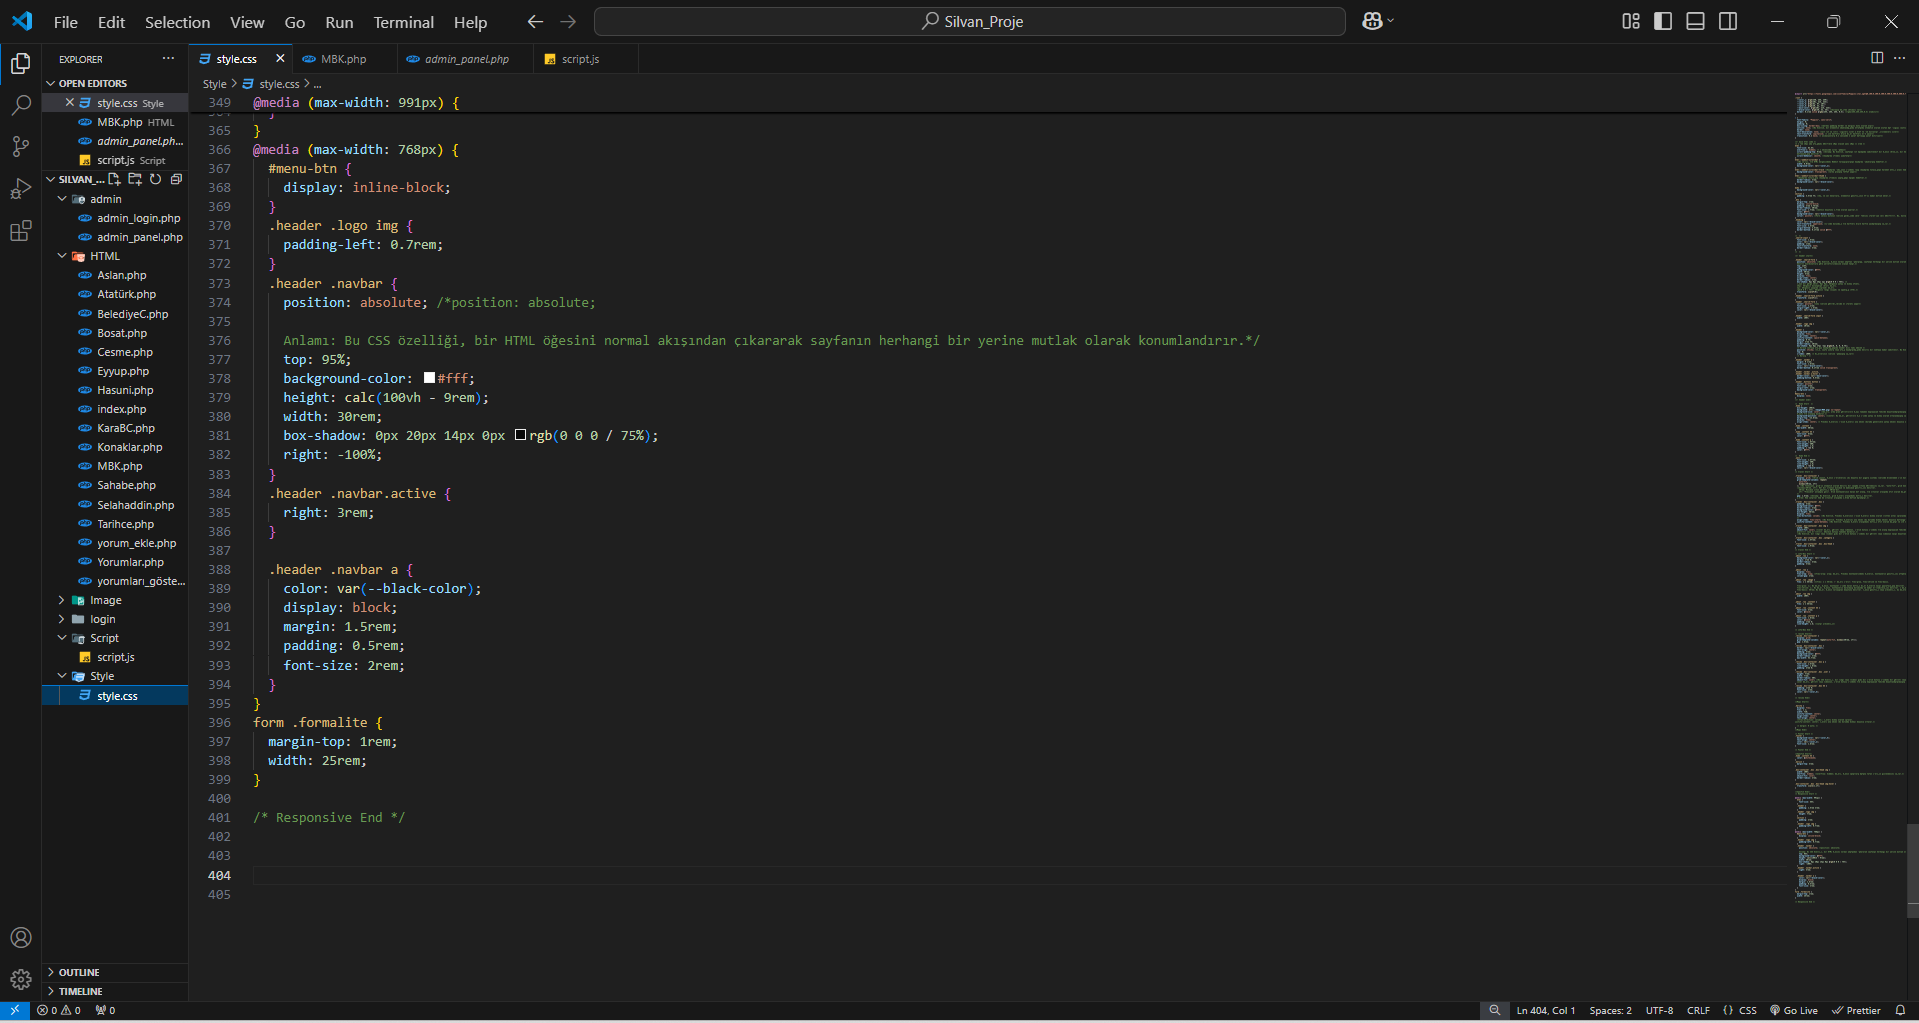 File Edit Selection View Go Run Terminal Help
Silvan_Proje
EXPLORER
OPEN EDITORS
style.css Style
MBK.php HTML
admin_panel.ph...
script.js Script
SILVAN_...
admin
admin_login.php
admin_panel.php
HTML
Aslan.php
Atatürk.php
BelediyeC.php
Bosat.php
Cesme.php
Eyyup.php
Hasuni.php
index.php
KaraBC.php
Konaklar.php
MBK.php
Sahabe.php
Selahaddin.php
Tarihce.php
yorum_ekle.php
Yorumlar.php
yorumları_göste...
Image
login
Script
script.js
Style
style.css
OUTLINE
TIMELINE
style.css MBK.php admin_panel.php script.js
Style > style.css > ...
349 @media (max-width: 991px) {
364 }
365 }
366 @media (max-width: 768px) {
367 #menu-btn {
368 display: inline-block;
369 }
370 .header .logo img {
371 padding-left: 0.7rem;
372 }
373 .header .navbar {
374 position: absolute; /*position: absolute;
375
376 Anlamı: Bu CSS özelliği, bir HTML öğesini normal akışından çıkararak sayfanın herhangi bir yerine mutlak olarak konumlandırır.*/
377 top: 95%;
378 background-color: #fff;
379 height: calc(100vh - 9rem);
380 width: 30rem;
381 box-shadow: 0px 20px 14px 0px rgb(0 0 0 / 75%);
382 right: -100%;
383 }
384 .header .navbar.active {
385 right: 3rem;
386 }
387
388 .header .navbar a {
389 color: var(--black-color);
390 display: block;
391 margin: 1.5rem;
392 padding: 0.5rem;
393 font-size: 2rem;
394 }
395 }
396 form .formalite {
397 margin-top: 1rem;
398 width: 25rem;
399 }
400
401 /* Responsive End */
402
403
404
405
0 0 0 Ln 404, Col 1 Spaces: 2 UTF-8 CRLF {} CSS Go Live Prettier